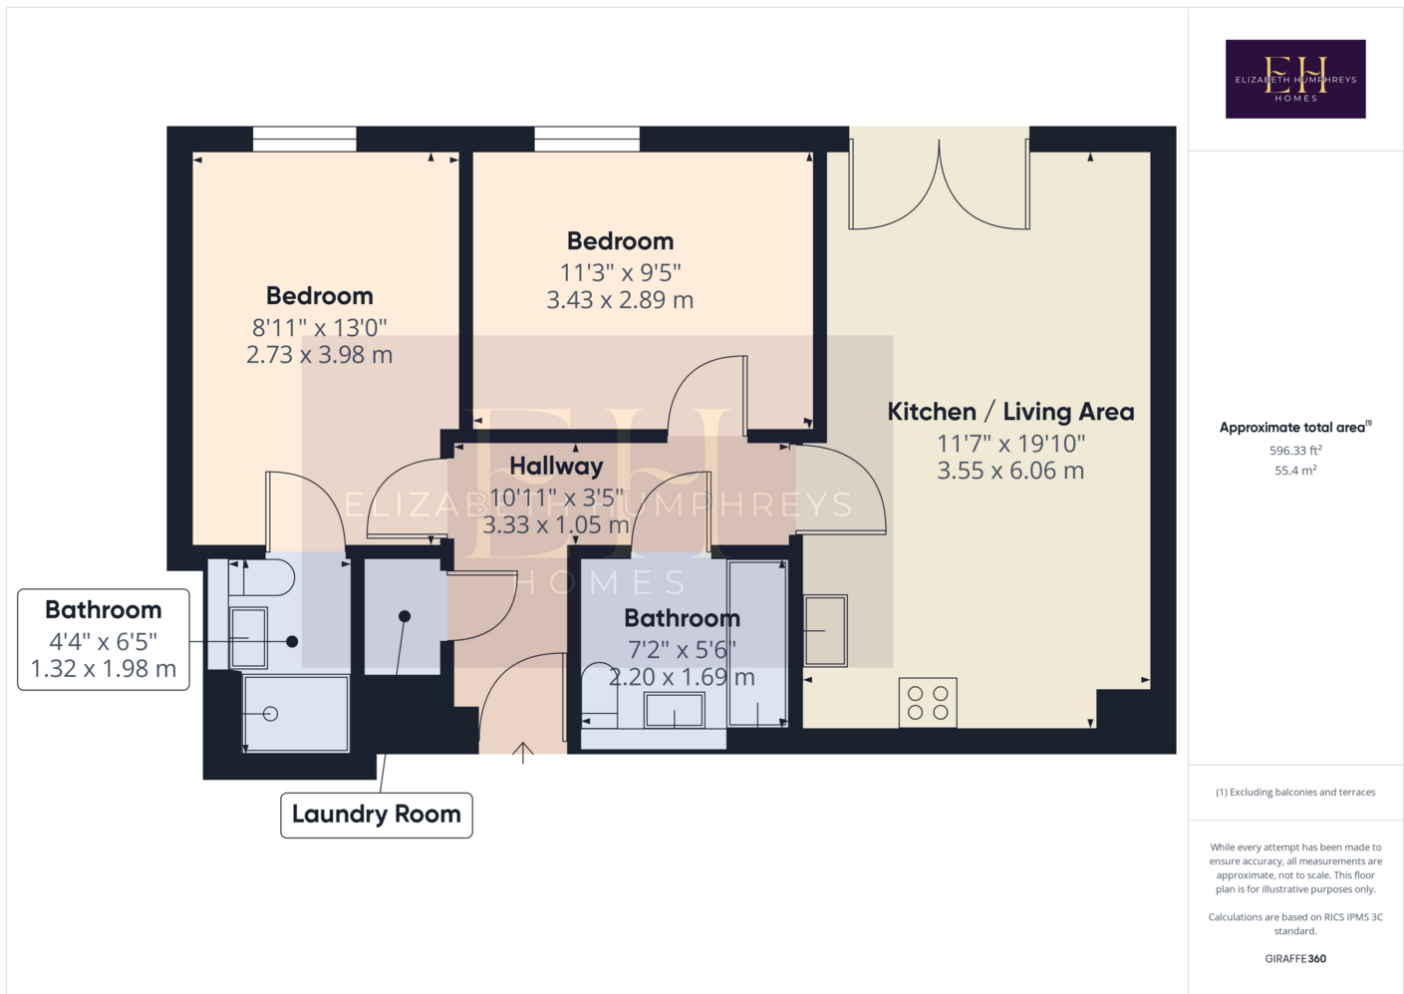 EH
ELIZABETH HUMPHREYS
HOMES
Bedroom
8'11" x 13'0"
2.73 x 3.98 m
Bedroom
11'3" x 9'5"
3.43 x 2.89 m
Kitchen / Living Area
11'7" x 19'10"
3.55 x 6.06 m
Hallway
10'11" x 3'5"
3.33 x 1.05 m
EH
ELIZABETH HUMPHREYS
HOMES
Bathroom
4'4" x 6'5"
1.32 x 1.98 m
Bathroom
7'2" x 5'6"
2.20 x 1.69 m
Laundry Room
Approximate total area⁽¹⁾
596.33 ft²
55.4 m²
(1) Excluding balconies and terraces
While every attempt has been made to
ensure accuracy, all measurements are
approximate, not to scale. This floor
plan is for illustrative purposes only.
Calculations are based on RICS IPMS 3C
standard.
GIRAFFE360